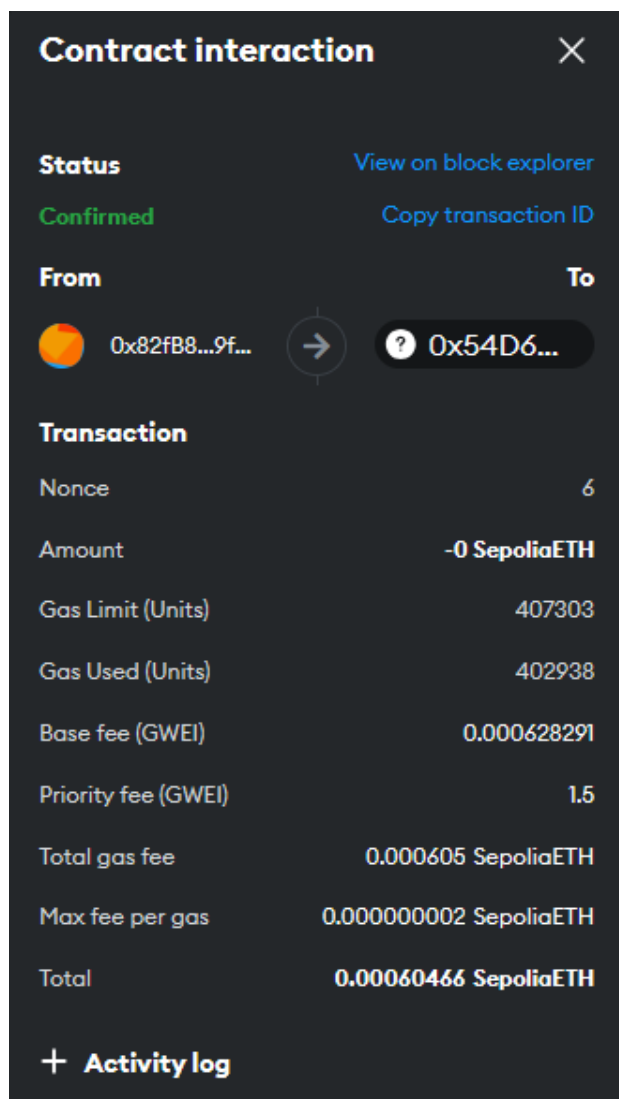 Contract interaction
Status View on block explorer
Confirmed Copy transaction ID
From To
0x82fB8...9f... 0x54D6...
Transaction
Nonce 6
Amount -0 SepoliaETH
Gas Limit (Units) 407303
Gas Used (Units) 402938
Base fee (GWEI) 0.000628291
Priority fee (GWEI) 1.5
Total gas fee 0.000605 SepoliaETH
Max fee per gas 0.000000002 SepoliaETH
Total 0.00060466 SepoliaETH
+ Activity log